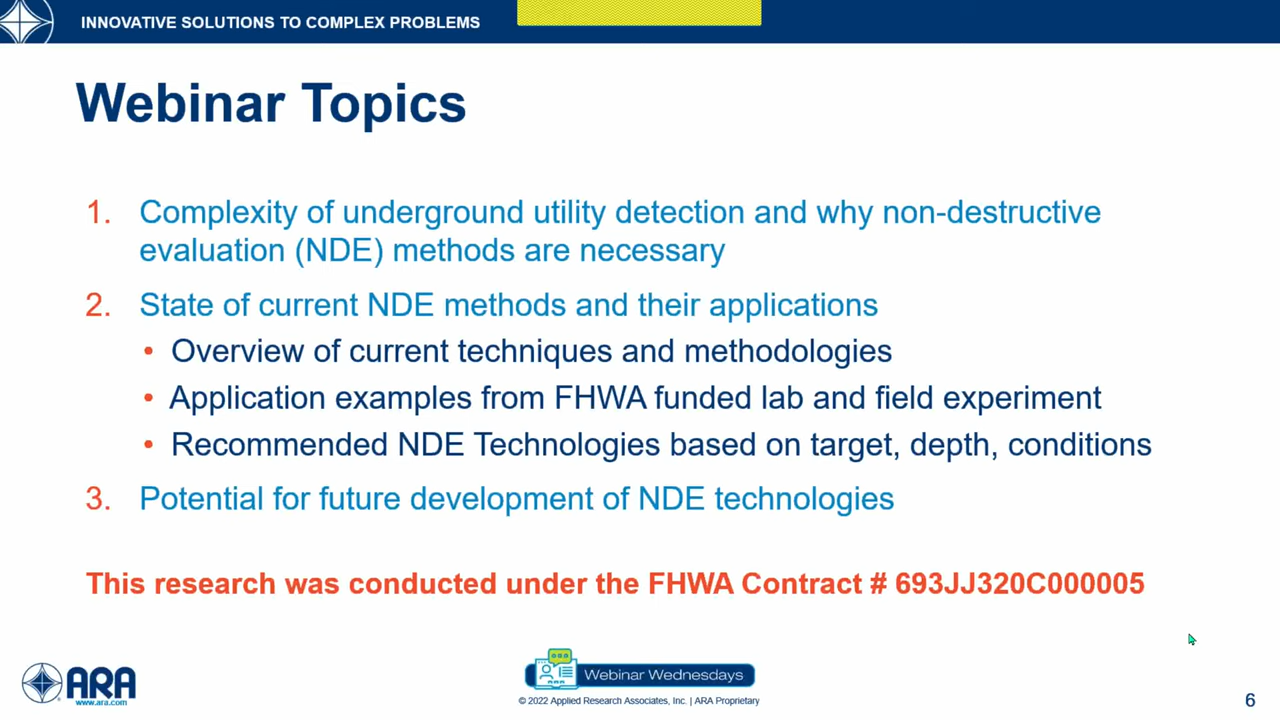 INNOVATIVE SOLUTIONS TO COMPLEX PROBLEMS
Webinar Topics
1. Complexity of underground utility detection and why non-destructive
evaluation (NDE) methods are necessary
2. State of current NDE methods and their applications
• Overview of current techniques and methodologies
• Application examples from FHWA funded lab and field experiment
• Recommended NDE Technologies based on target, depth, conditions
3. Potential for future development of NDE technologies
This research was conducted under the FHWA Contract # 693JJ320C000005
ARA
www.ara.com
ARA
Webinar Wednesdays
© 2022 Applied Research Associates, Inc. | ARA Proprietary
6